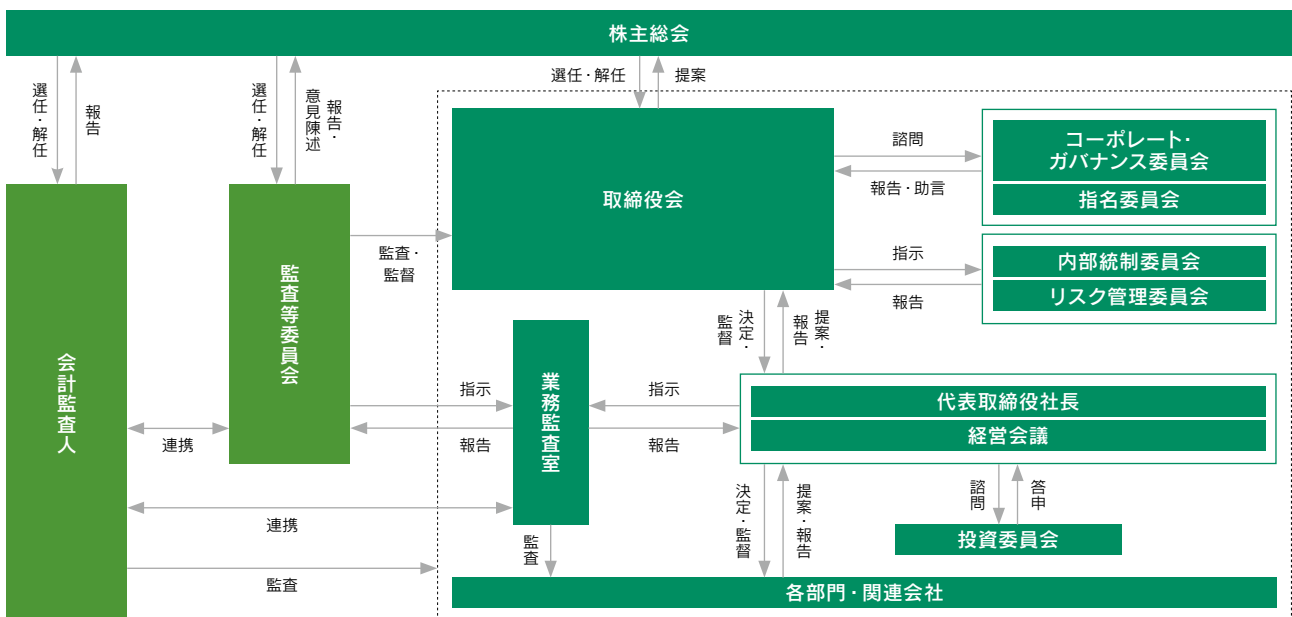 株主総会
選任・解任
報告
選任・解任
報告・
意見陳述
選任・解任
提案
取締役会
諮問
報告・助言
コーポレート・
ガバナンス委員会
指名委員会
監査・
監督
指示
報告
内部統制委員会
リスク管理委員会
監査等委員会
会計監査人
決定・
監督
提案・
報告
業務監査室
指示
報告
指示
報告
代表取締役社長
経営会議
連携
連携
監査
監査
決定・監督
提案・報告
諮問
答申
投資委員会
各部門・関連会社